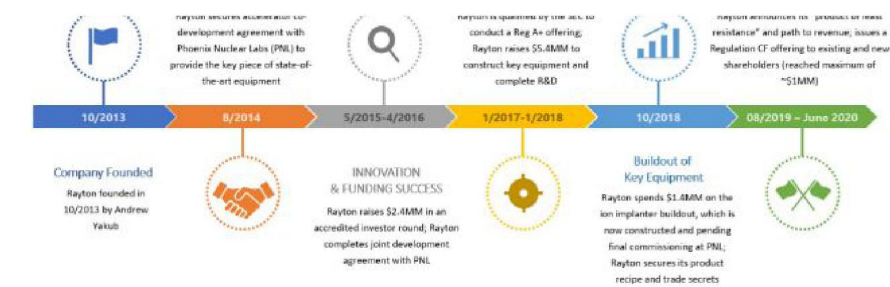 Rayton secures accelerator co-
development agreement with
Phoenix Nuclear Labs (PNL) to
provide the key piece of state-of-
the-art equipment
Rayton is qualified by the SEC to
conduct a Reg A+ offering;
Rayton raises $5.4MM to
construct key equipment and
complete R&D
Rayton announces its "product of least
resistance" and path to revenue; issues a
Regulation CF offering to existing and new
shareholders (reached maximum of
~$1MM)
10/2013
8/2014
5/2015-4/2016
1/2017-1/2018
10/2018
08/2019 – June 2020
Company Founded
Rayton founded in
10/2013 by Andrew
Yakub
INNOVATION
& FUNDING SUCCESS
Rayton raises $2.4MM in an
accredited investor round; Rayton
completes joint development
agreement with PNL
Buildout of
Key Equipment
Rayton spends $1.4MM on the
ion implanter buildout, which is
now constructed and pending
final commissioning at PNL;
Rayton secures its product
recipe and trade secrets